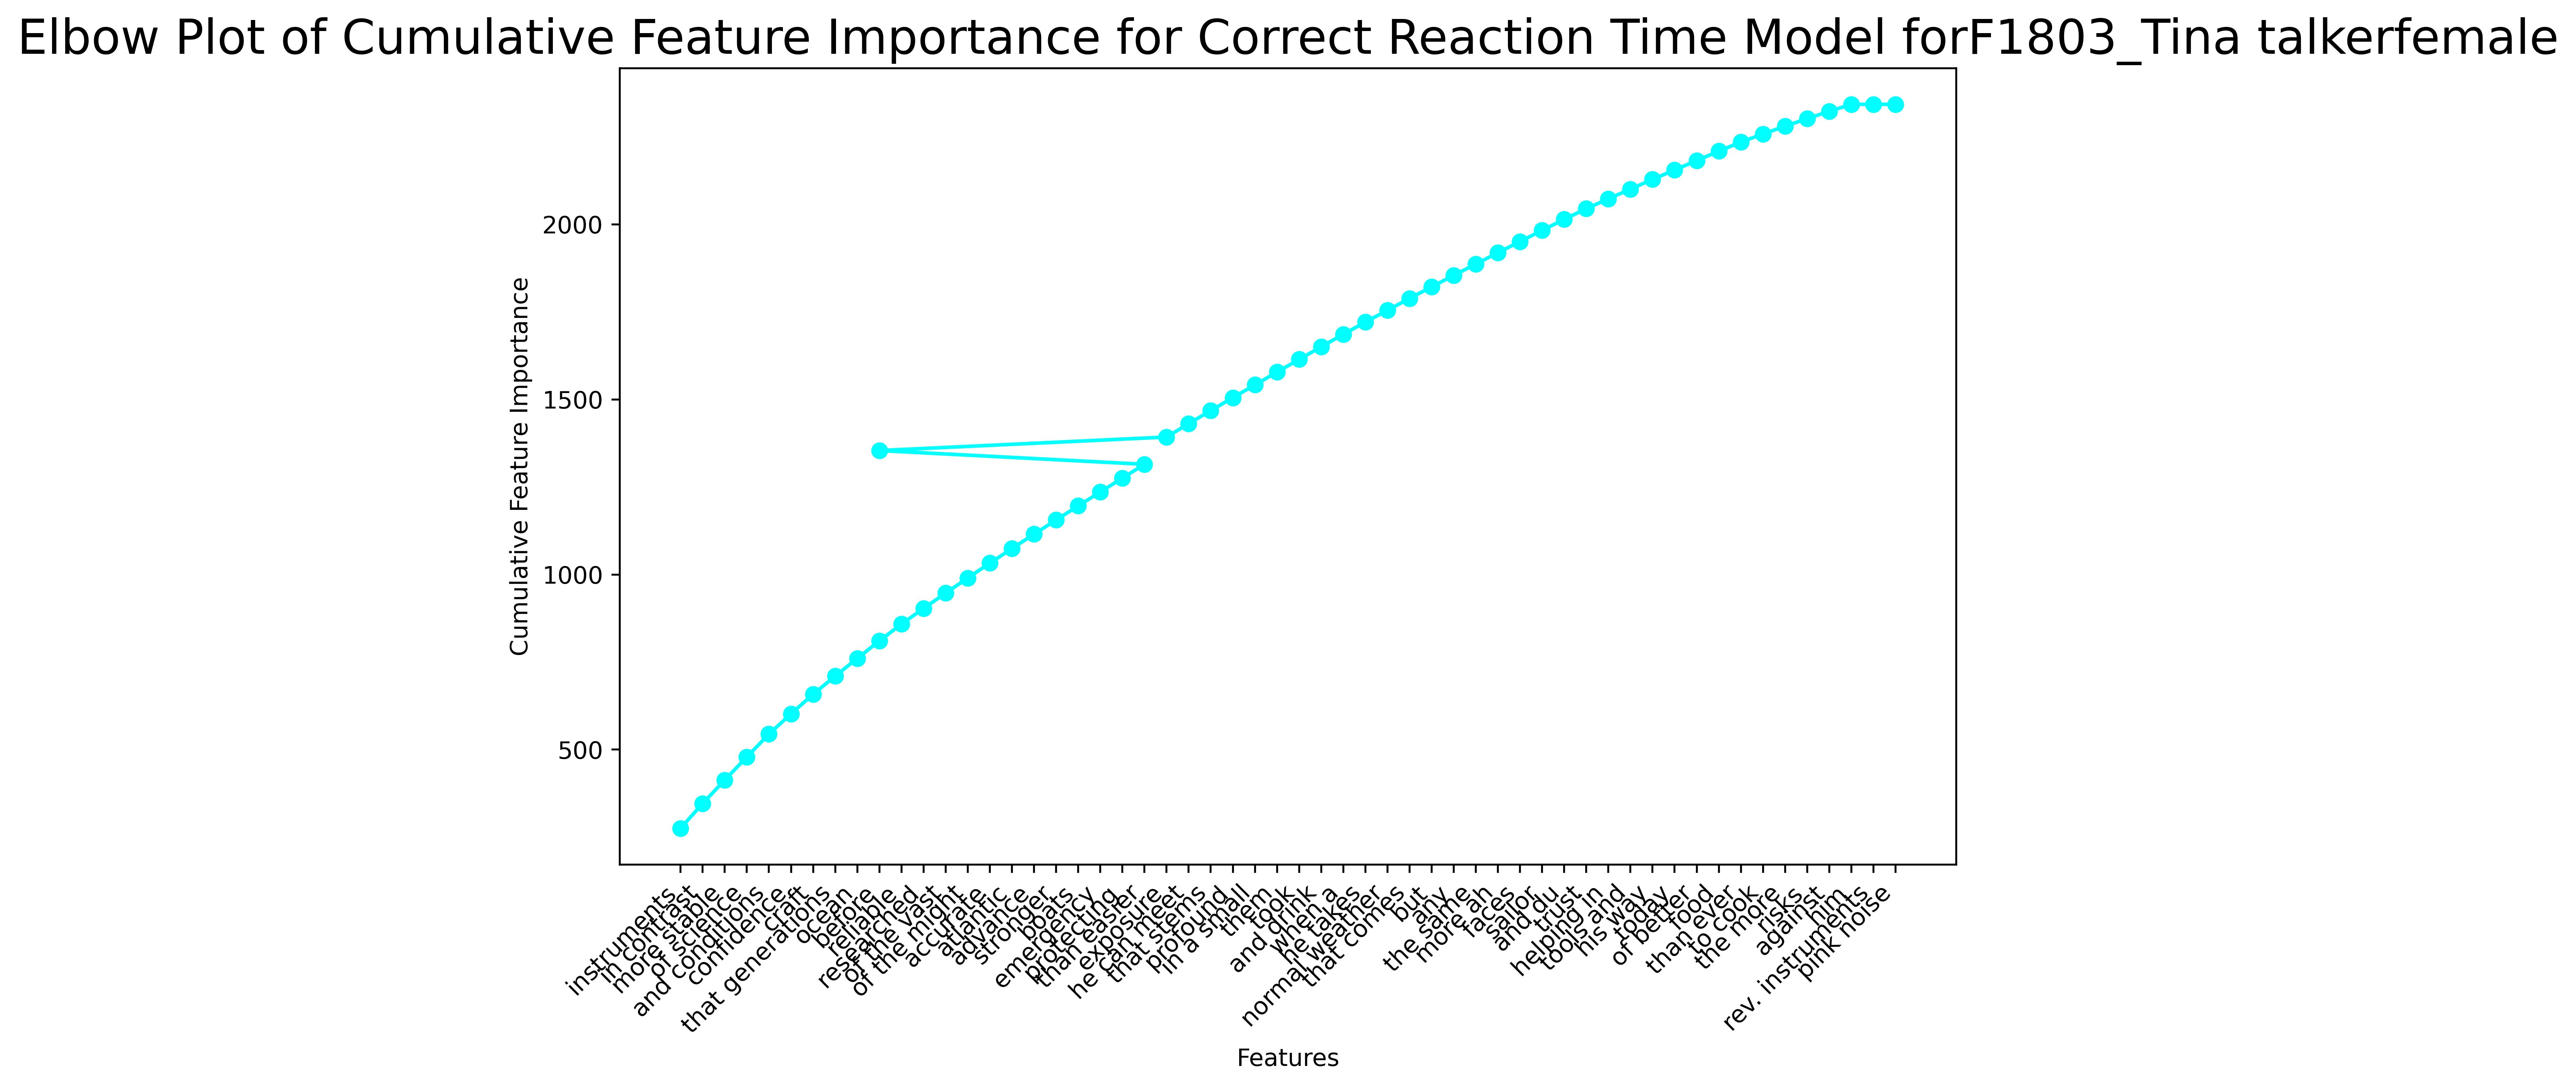 Elbow Plot of Cumulative Feature Importance for Correct Reaction Time Model forF1803_Tina talkerfemale
Cumulative Feature Importance
2000
1500
1000
500
instruments
in contrast,
more stable
of science
and conditions
confidence
craft
that generations
ocean
before
reliable
researched
of the vast
of the might
accurate
atlantic
advance
stronger
boats
emergency
protecting
than easier
he exposure
can meet
that stems
profound
in a small
them
took
and drink
when a
he takes
normal weather
that comes
but
any
the same
more ah
faces
sailor
and du
trust
helping in
tools and
his way
today
of better
food
than ever
to cook
the more
risks
against
him
rev. instruments
pink noise
Features